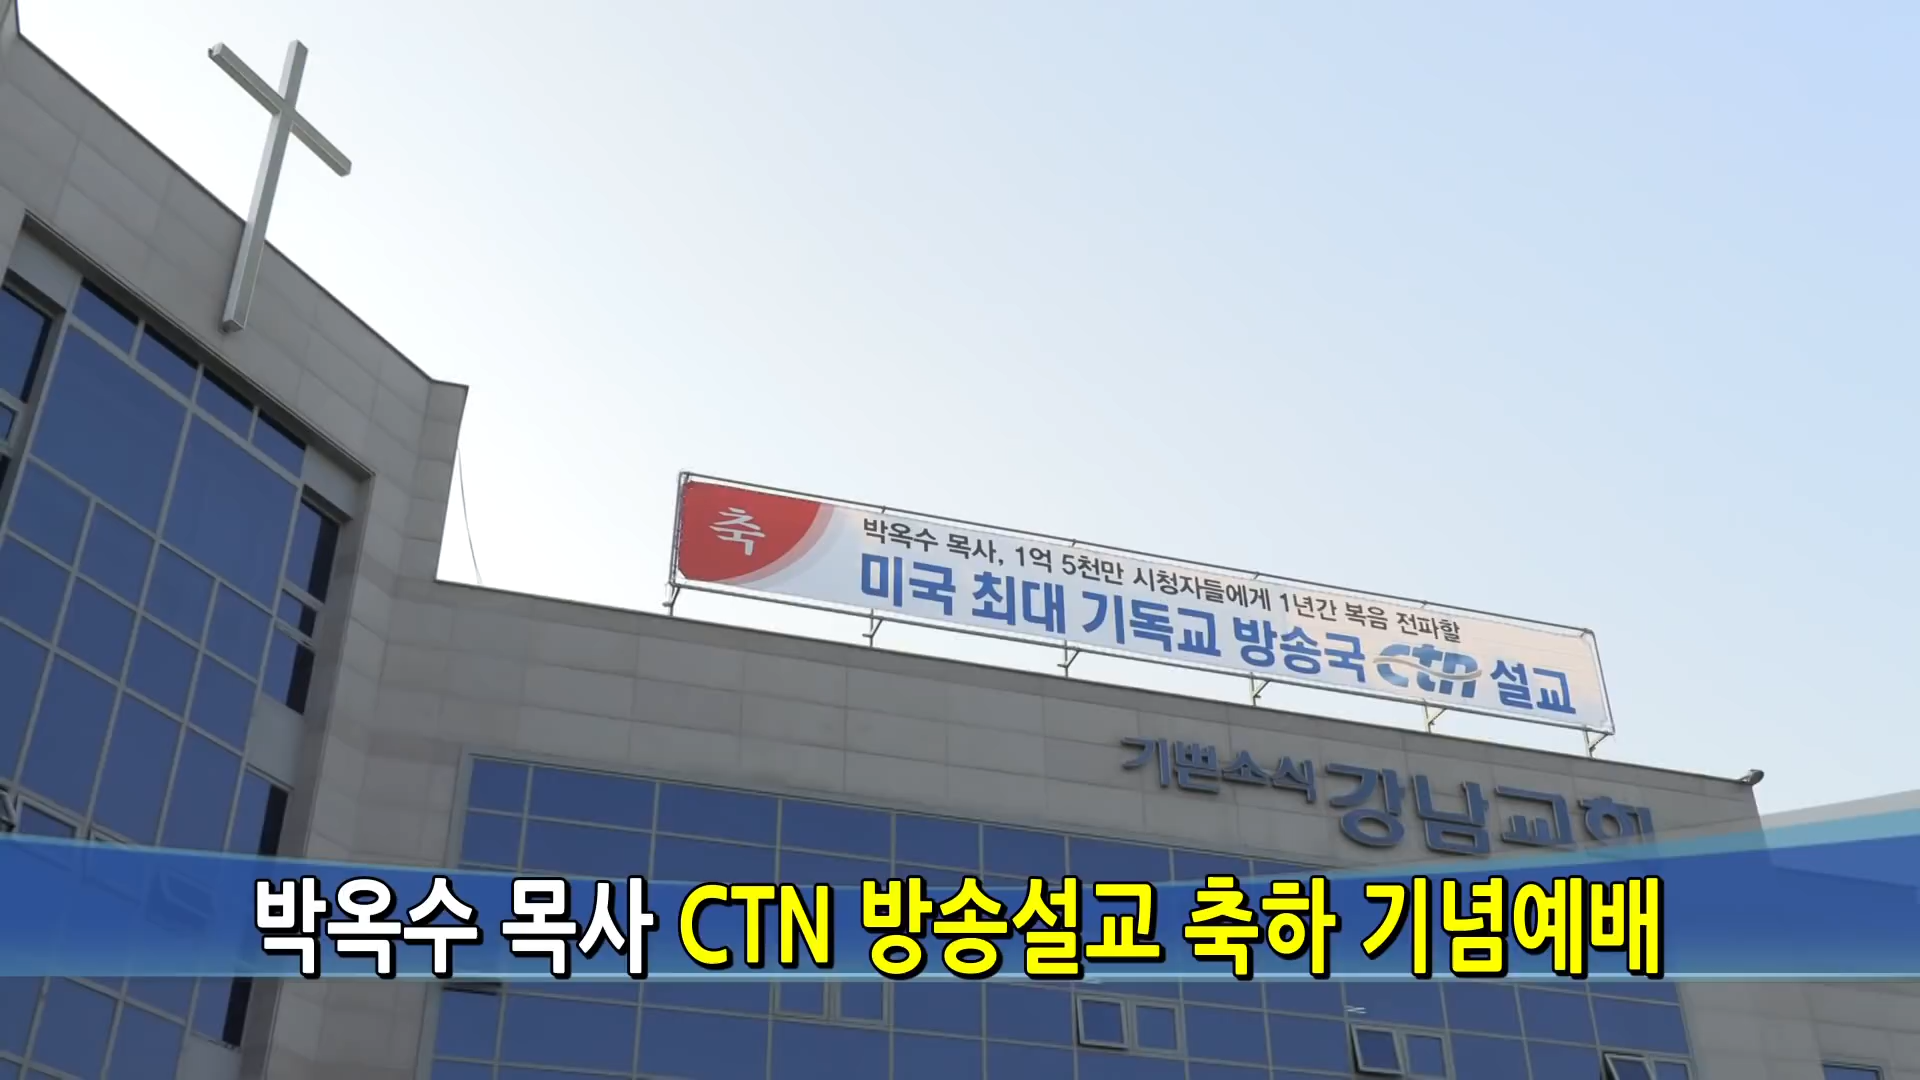 축
박옥수 목사, 1억 5천만 시청자들에게 1년간 복음 전파할
미국 최대 기독교 방송국 ctn 설교
기쁜소식 강남교회
박옥수 목사 CTN 방송설교 축하 기념예배